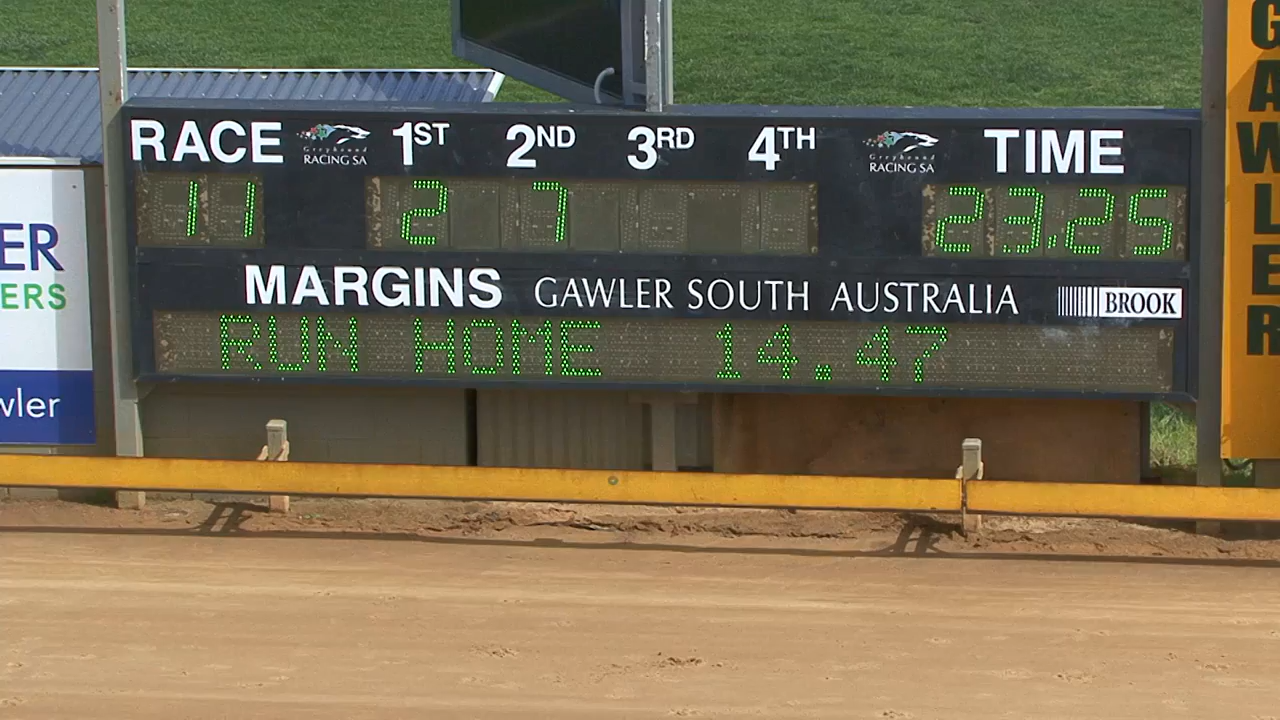 RACE Greyhound RACING SA 1ST 2ND 3RD 4TH Greyhound RACING SA TIME
11 2 7 23.25
MARGINS GAWLER SOUTH AUSTRALIA BROOK
RUN HOME 14.47
ER
ERS
wler
GAWLER